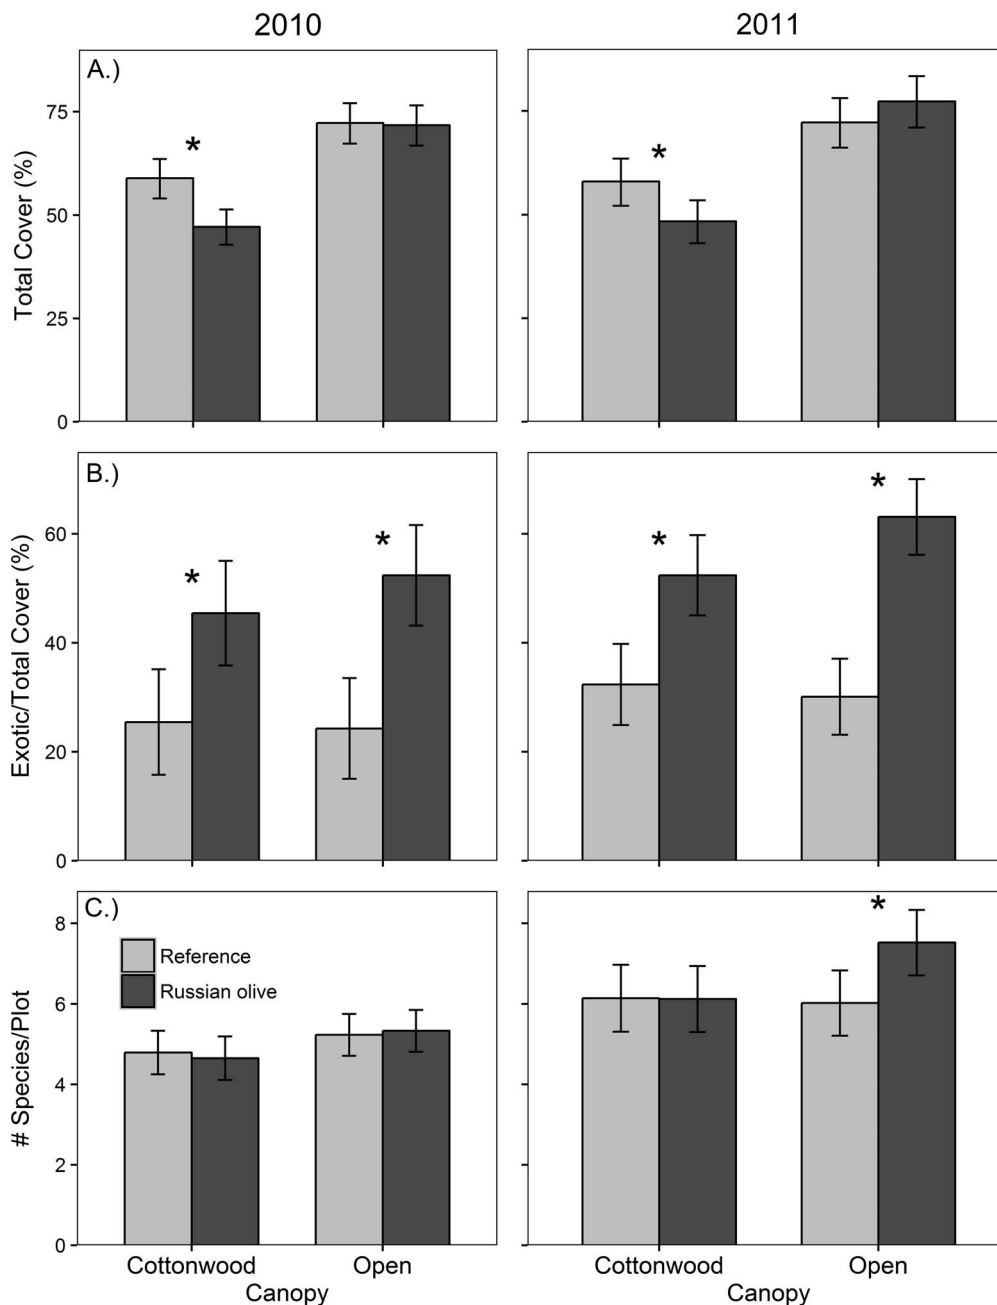 2010
2011
A.)
*
*
Total Cover (%)
75
50
25
0
B.)
*
*
*
*
Exotic/Total Cover (%)
60
40
20
0
C.)
*
Reference
Russian olive
# Species/Plot
8
6
4
2
0
Cottonwood Open
Canopy
Cottonwood Open
Canopy